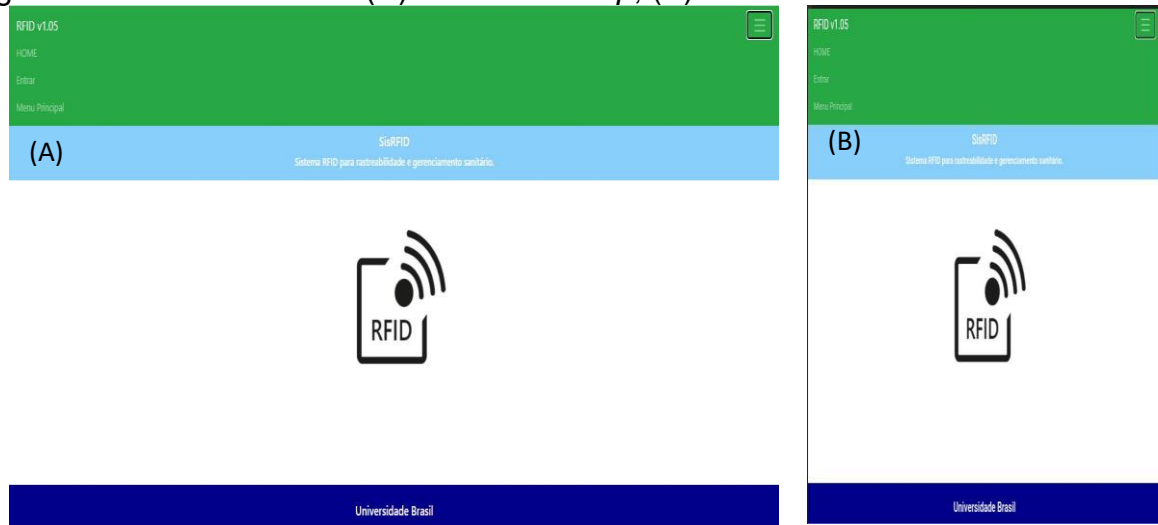 RFID v1.05
HOME
Entrar
Menu Principal
(A)
SisRFID
Sistema RFID para rastreabilidade e gerenciamento sanitário.
RFID
Universidade Brasil
RFID v1.05
HOME
Entrar
Menu Principal
(B)
SisRFID
Sistema RFID para rastreabilidade e gerenciamento sanitário.
RFID
Universidade Brasil